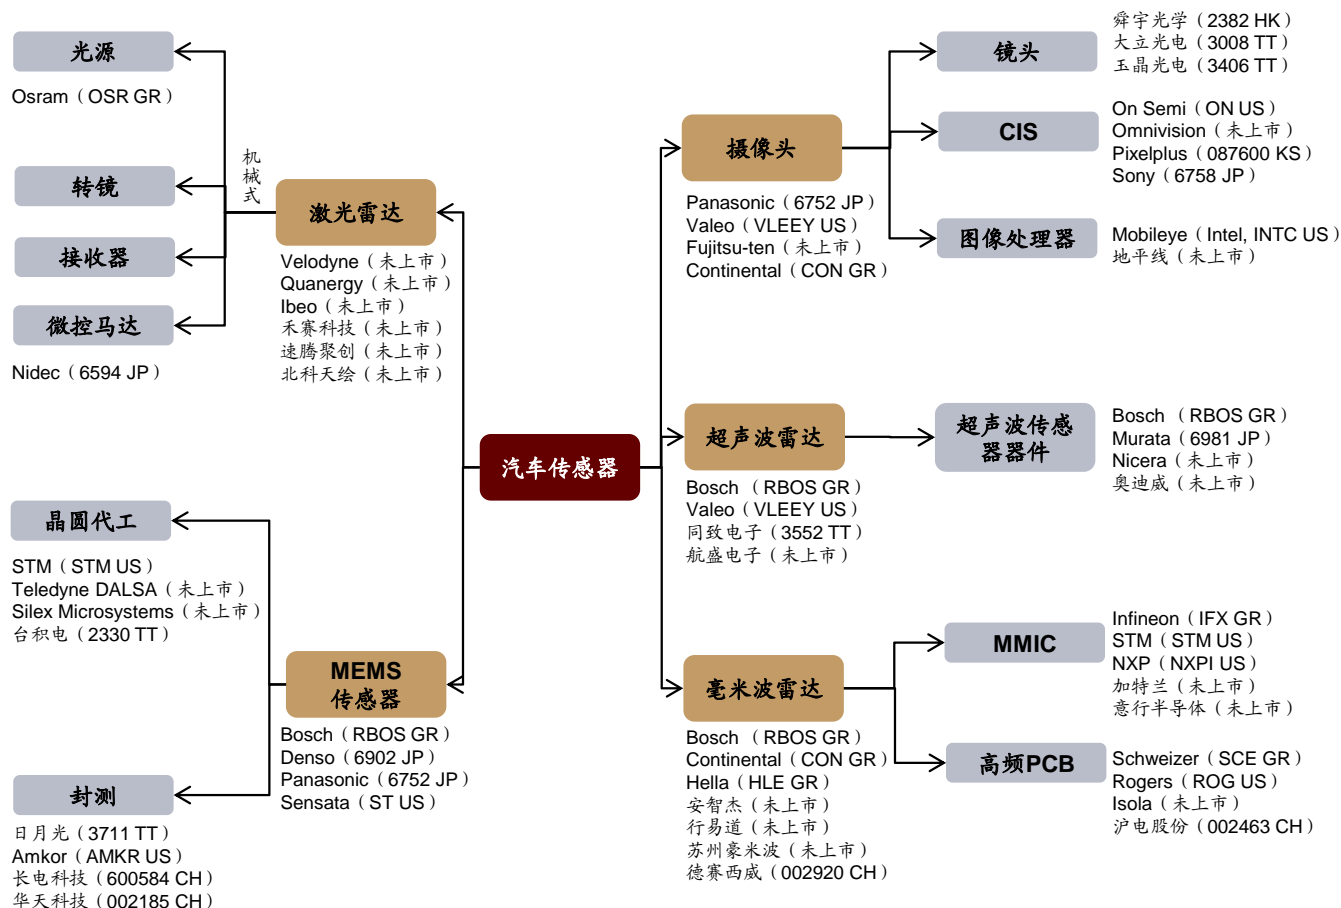 光源
Osram（OSR GR）
机械式
转镜
接收器
微控马达
Nidec（6594 JP）
激光雷达
Velodyne（未上市）
Quanergy（未上市）
Ibeo（未上市）
禾赛科技（未上市）
速腾聚创（未上市）
北科天绘（未上市）
汽车传感器
晶圆代工
STM（STM US）
Teledyne DALSA（未上市）
Silex Microsystems（未上市）
台积电（2330 TT）
MEMS
传感器
Bosch（RBOS GR）
Denso（6902 JP）
Panasonic（6752 JP）
Sensata（ST US）
封测
日月光（3711 TT）
Amkor（AMKR US）
长电科技（600584 CH）
华天科技（002185 CH）
摄像头
Panasonic（6752 JP）
Valeo（VLEEY US）
Fujitsu-ten（未上市）
Continental（CON GR）
镜头
舜宇光学（2382 HK）
大立光电（3008 TT）
玉晶光电（3406 TT）
CIS
On Semi（ON US）
Omnivision（未上市）
Pixelplus（087600 KS）
Sony（6758 JP）
图像处理器
Mobileye（Intel, INTC US）
地平线（未上市）
超声波雷达
Bosch （RBOS GR）
Valeo（VLEEY US）
同致电子（3552 TT）
航盛电子（未上市）
超声波传感
器器件
Bosch （RBOS GR）
Murata（6981 JP）
Nicera（未上市）
奥迪威（未上市）
毫米波雷达
Bosch （RBOS GR）
Continental（CON GR）
Hella（HLE GR）
安智杰（未上市）
行易道（未上市）
苏州豪米波（未上市）
德赛西威（002920 CH）
MMIC
Infineon（IFX GR）
STM（STM US）
NXP（NXPI US）
加特兰（未上市）
意行半导体（未上市）
高频PCB
Schweizer（SCE GR）
Rogers（ROG US）
Isola（未上市）
沪电股份（002463 CH）